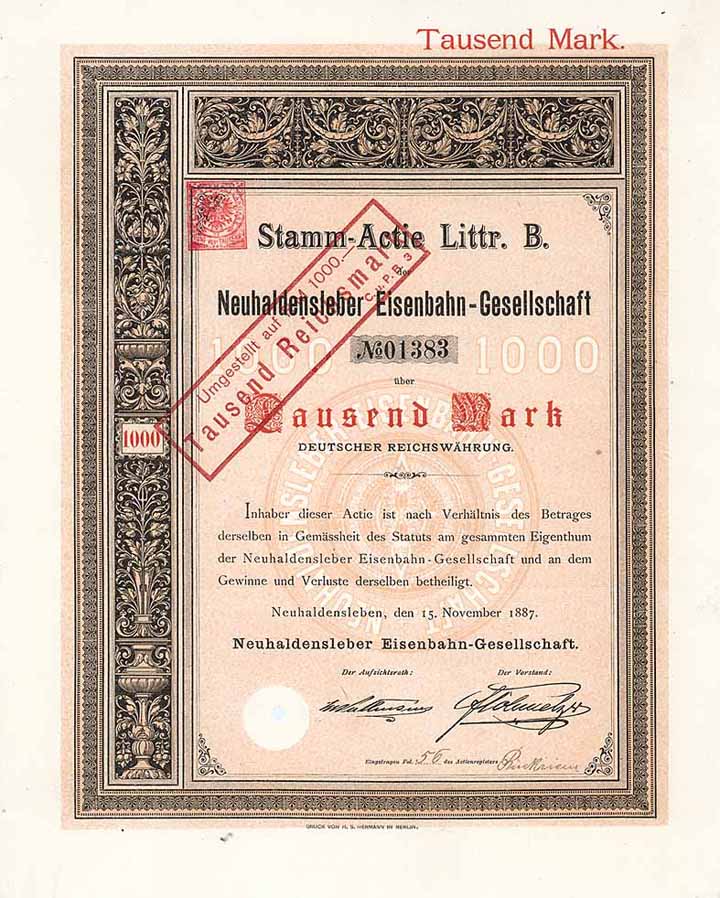 Tausend Mark.
Stamm-Actie Littr. B.
der
Neuhaldensleber Eisenbahn-Gesellschaft
1000 No 01383 1000
über
Tausend Mark
DEUTSCHER REICHSWÄHRUNG.
Umgestellt auf RM 1000.—
Tausend Reichsmark
C. v. P. B. 3
1000
Inhaber dieser Actie ist nach Verhältnis des Betrages
derselben in Gemässheit des Statuts am gesammten Eigenthum
der Neuhaldensleber Eisenbahn-Gesellschaft und an dem
Gewinne und Verluste derselben betheiligt.
Neuhaldensleben, den 15. November 1887.
Neuhaldensleber Eisenbahn-Gesellschaft.
Der Aufsichtsrath: Der Vorstand:
Eingetragen Fol. 56 des Actienregisters
DRUCK VON H. S. HERMANN IN BERLIN.